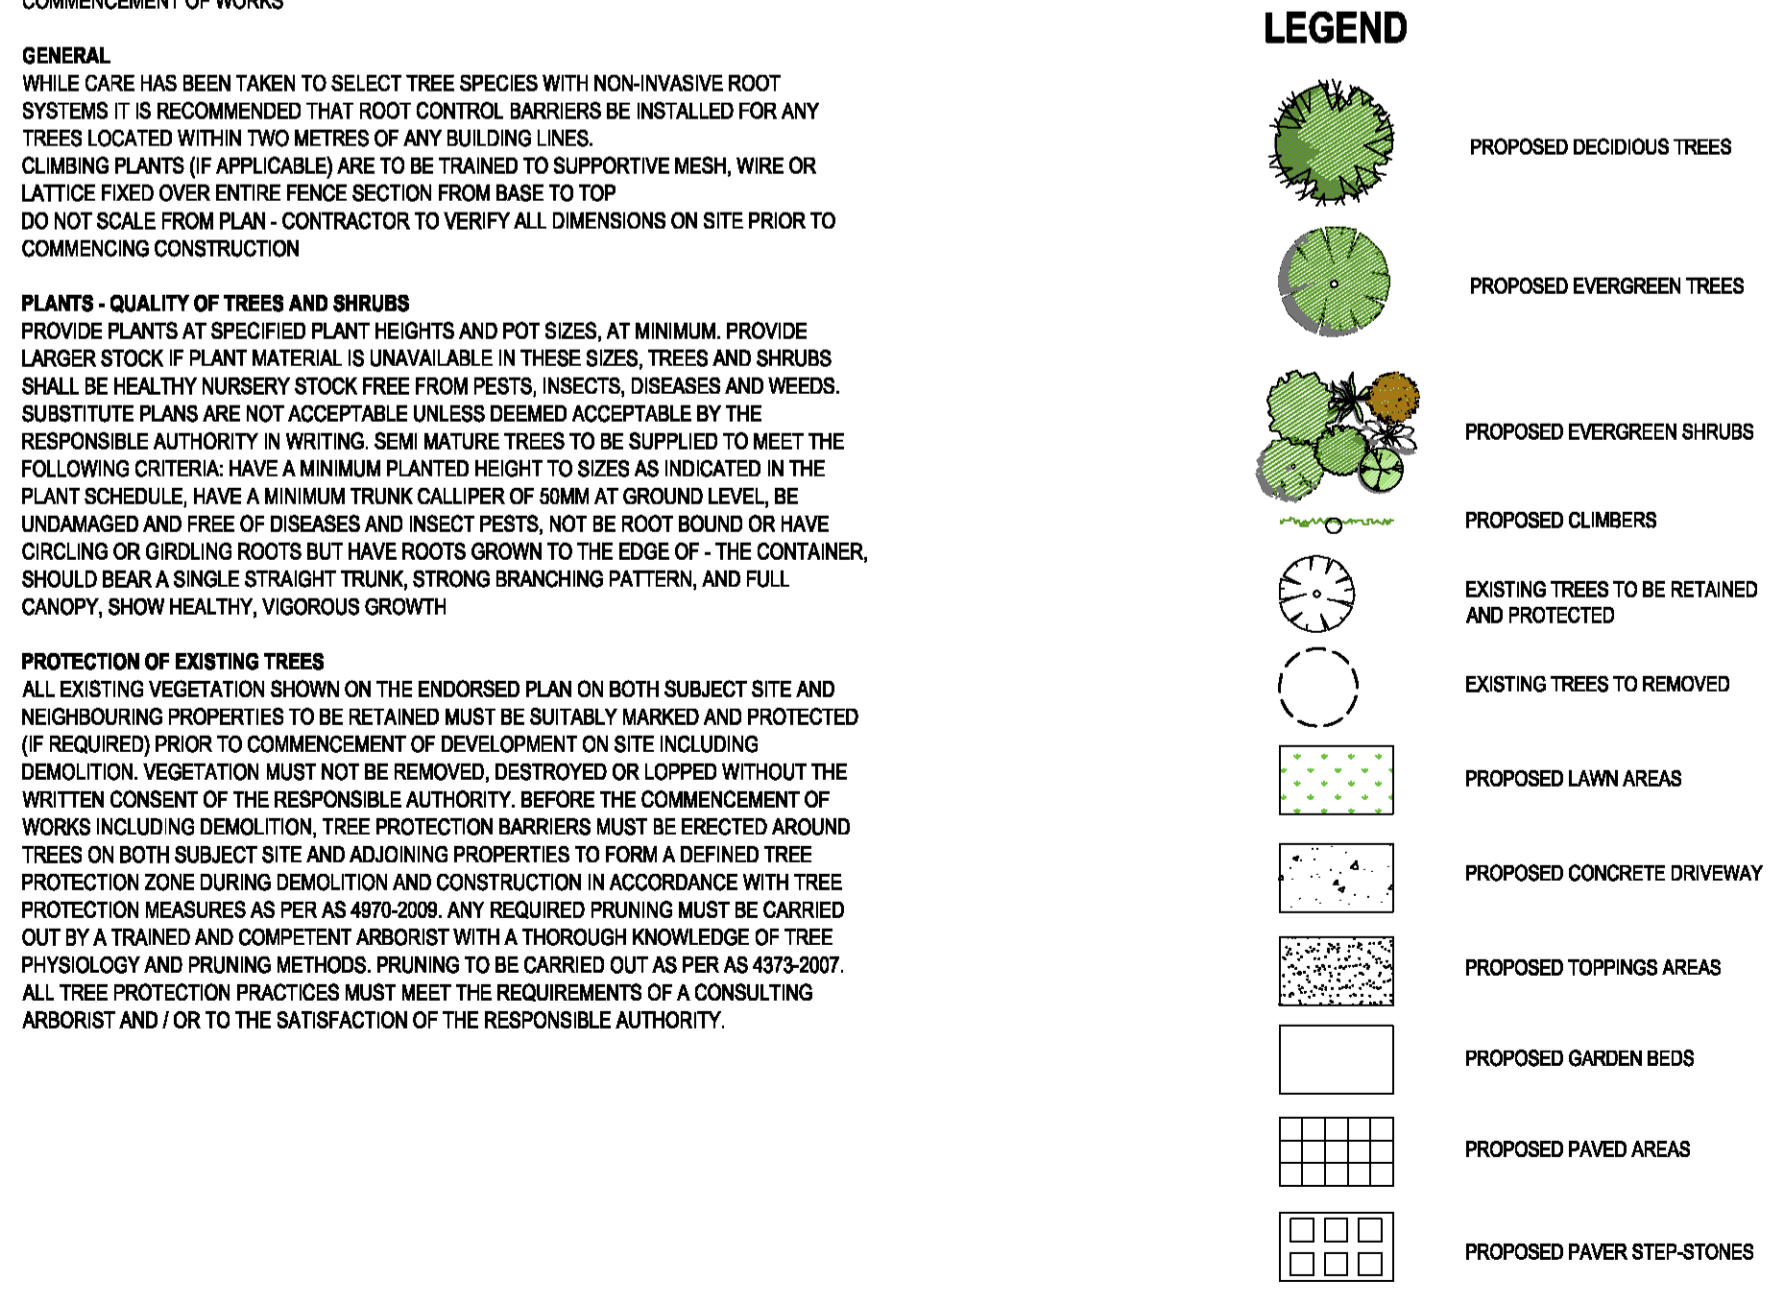 COMMENCEMENT OF WORKS
GENERAL
WHILE CARE HAS BEEN TAKEN TO SELECT TREE SPECIES WITH NON-INVASIVE ROOT
SYSTEMS IT IS RECOMMENDED THAT ROOT CONTROL BARRIERS BE INSTALLED FOR ANY
TREES LOCATED WITHIN TWO METRES OF ANY BUILDING LINES.
CLIMBING PLANTS (IF APPLICABLE) ARE TO BE TRAINED TO SUPPORTIVE MESH, WIRE OR
LATTICE FIXED OVER ENTIRE FENCE SECTION FROM BASE TO TOP
DO NOT SCALE FROM PLAN - CONTRACTOR TO VERIFY ALL DIMENSIONS ON SITE PRIOR TO
COMMENCING CONSTRUCTION
PLANTS - QUALITY OF TREES AND SHRUBS
PROVIDE PLANTS AT SPECIFIED PLANT HEIGHTS AND POT SIZES, AT MINIMUM. PROVIDE
LARGER STOCK IF PLANT MATERIAL IS UNAVAILABLE IN THESE SIZES, TREES AND SHRUBS
SHALL BE HEALTHY NURSERY STOCK FREE FROM PESTS, INSECTS, DISEASES AND WEEDS.
SUBSTITUTE PLANS ARE NOT ACCEPTABLE UNLESS DEEMED ACCEPTABLE BY THE
RESPONSIBLE AUTHORITY IN WRITING. SEMI MATURE TREES TO BE SUPPLIED TO MEET THE
FOLLOWING CRITERIA: HAVE A MINIMUM PLANTED HEIGHT TO SIZES AS INDICATED IN THE
PLANT SCHEDULE, HAVE A MINIMUM TRUNK CALLIPER OF 50MM AT GROUND LEVEL, BE
UNDAMAGED AND FREE OF DISEASES AND INSECT PESTS, NOT BE ROOT BOUND OR HAVE
CIRCLING OR GIRDLING ROOTS BUT HAVE ROOTS GROWN TO THE EDGE OF - THE CONTAINER,
SHOULD BEAR A SINGLE STRAIGHT TRUNK, STRONG BRANCHING PATTERN, AND FULL
CANOPY, SHOW HEALTHY, VIGOROUS GROWTH
PROTECTION OF EXISTING TREES
ALL EXISTING VEGETATION SHOWN ON THE ENDORSED PLAN ON BOTH SUBJECT SITE AND
NEIGHBOURING PROPERTIES TO BE RETAINED MUST BE SUITABLY MARKED AND PROTECTED
(IF REQUIRED) PRIOR TO COMMENCEMENT OF DEVELOPMENT ON SITE INCLUDING
DEMOLITION. VEGETATION MUST NOT BE REMOVED, DESTROYED OR LOPPED WITHOUT THE
WRITTEN CONSENT OF THE RESPONSIBLE AUTHORITY. BEFORE THE COMMENCEMENT OF
WORKS INCLUDING DEMOLITION, TREE PROTECTION BARRIERS MUST BE ERECTED AROUND
TREES ON BOTH SUBJECT SITE AND ADJOINING PROPERTIES TO FORM A DEFINED TREE
PROTECTION ZONE DURING DEMOLITION AND CONSTRUCTION IN ACCORDANCE WITH TREE
PROTECTION MEASURES AS PER AS 4970-2009. ANY REQUIRED PRUNING MUST BE CARRIED
OUT BY A TRAINED AND COMPETENT ARBORIST WITH A THOROUGH KNOWLEDGE OF TREE
PHYSIOLOGY AND PRUNING METHODS. PRUNING TO BE CARRIED OUT AS PER AS 4373-2007.
ALL TREE PROTECTION PRACTICES MUST MEET THE REQUIREMENTS OF A CONSULTING
ARBORIST AND / OR TO THE SATISFACTION OF THE RESPONSIBLE AUTHORITY.
LEGEND
PROPOSED DECIDIOUS TREES
PROPOSED EVERGREEN TREES
PROPOSED EVERGREEN SHRUBS
PROPOSED CLIMBERS
EXISTING TREES TO BE RETAINED
AND PROTECTED
EXISTING TREES TO REMOVED
PROPOSED LAWN AREAS
PROPOSED CONCRETE DRIVEWAY
PROPOSED TOPPINGS AREAS
PROPOSED GARDEN BEDS
PROPOSED PAVED AREAS
PROPOSED PAVER STEP-STONES